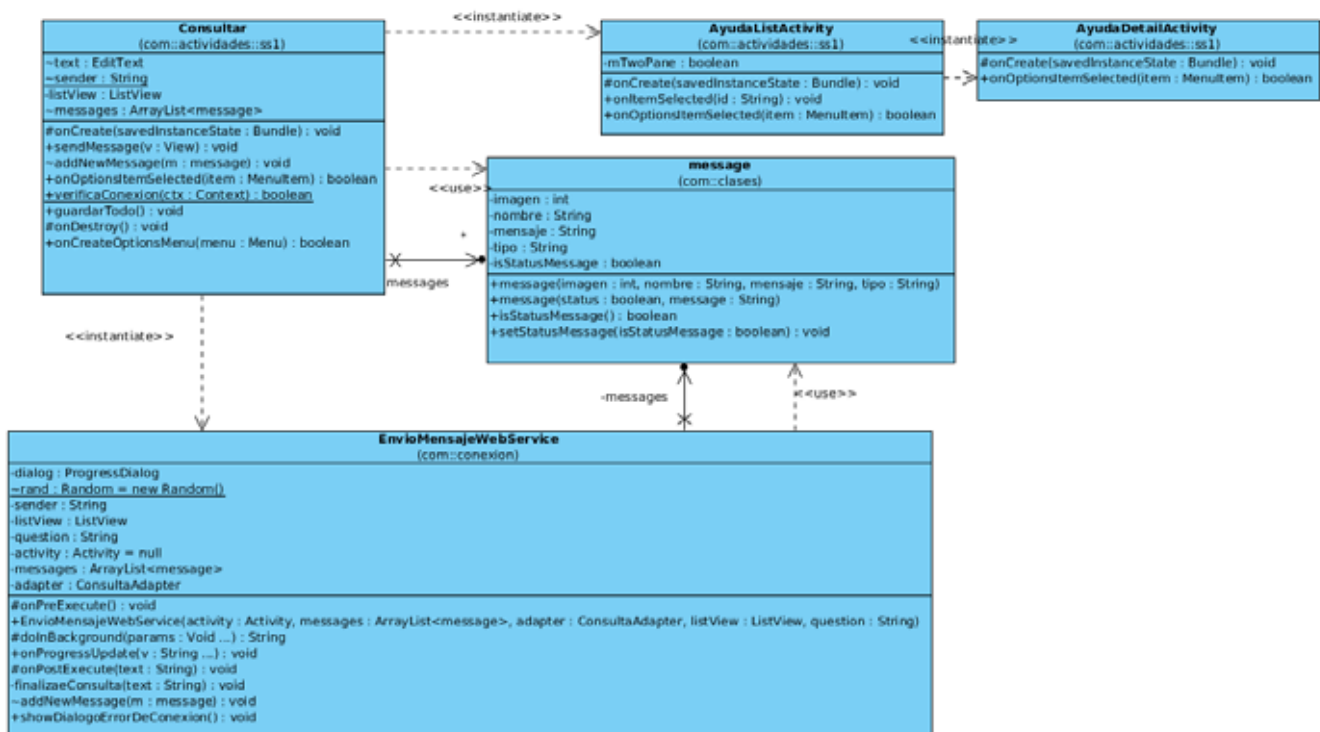 <<instantiate>>
Consultar
(com::actividades::ss1)
~text : EditText
~sender : String
-listView : ListView
~messages : ArrayList<message>
#onCreate(savedInstanceState : Bundle) : void
+sendMessage(v : View) : void
~addNewMessage(m : message) : void
+onOptionsItemSelected(item : MenuItem) : boolean
+verificaConexion(ctx : Context) : boolean
+guardarTodo() : void
#onDestroy() : void
+onCreateOptionsMenu(menu : Menu) : boolean
AyudaListActivity
(com::actividades::ss1)
-mTwoPane : boolean
#onCreate(savedInstanceState : Bundle) : void
+onItemSelected(id : String) : void
+onOptionsItemSelected(item : MenuItem) : boolean
<<instantiate>>
AyudaDetailActivity
(com::actividades::ss1)
#onCreate(savedInstanceState : Bundle) : void
+onOptionsItemSelected(item : MenuItem) : boolean
<<use>>
*
messages
message
(com::clases)
-imagen : int
-nombre : String
-mensaje : String
-tipo : String
-isStatusMessage : boolean
+message(imagen : int, nombre : String, mensaje : String, tipo : String)
+message(status : boolean, message : String)
+isStatusMessage() : boolean
+setStatusMessage(isStatusMessage : boolean) : void
<<instantiate>>
-messages
<<use>>
EnvioMensajeWebService
(com::conexion)
-dialog : ProgressDialog
~rand : Random = new Random()
-sender : String
-listView : ListView
-question : String
-activity : Activity = null
-messages : ArrayList<message>
-adapter : ConsultaAdapter
#onPreExecute() : void
+EnvioMensajeWebService(activity : Activity, messages : ArrayList<message>, adapter : ConsultaAdapter, listView : ListView, question : String)
#doInBackground(params : Void ...) : String
+onProgressUpdate(v : String ...) : void
#onPostExecute(text : String) : void
-finalizaeConsulta(text : String) : void
~addNewMessage(m : message) : void
+showDialogoErrorDeConexion() : void